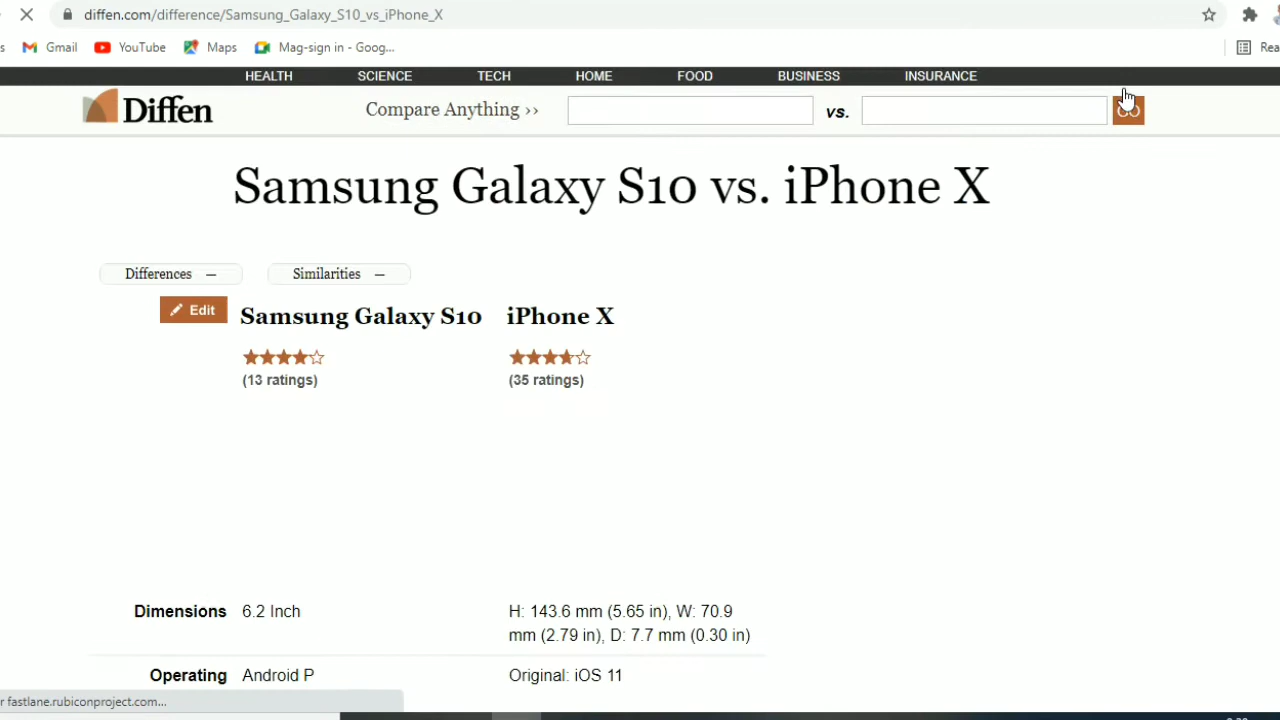 diffen.com/difference/Samsung_Galaxy_S10_vs_iPhone_X
s Gmail YouTube Maps Mag-sign in - Goog... Rea
HEALTH SCIENCE TECH HOME FOOD BUSINESS INSURANCE
Diffen Compare Anything ›› vs. GO
Samsung Galaxy S10 vs. iPhone X
Differences – Similarities –
Edit Samsung Galaxy S10 iPhone X
(13 ratings) (35 ratings)
Dimensions 6.2 Inch H: 143.6 mm (5.65 in), W: 70.9
mm (2.79 in), D: 7.7 mm (0.30 in)
Operating Android P Original: iOS 11
r fastlane.rubiconproject.com...